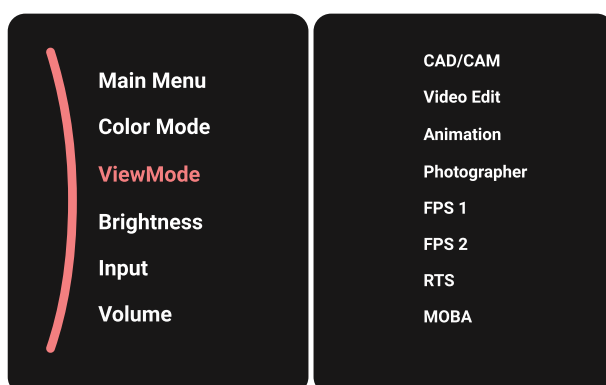 Main Menu
Color Mode
ViewMode
Brightness
Input
Volume
CAD/CAM
Video Edit
Animation
Photographer
FPS 1
FPS 2
RTS
MOBA